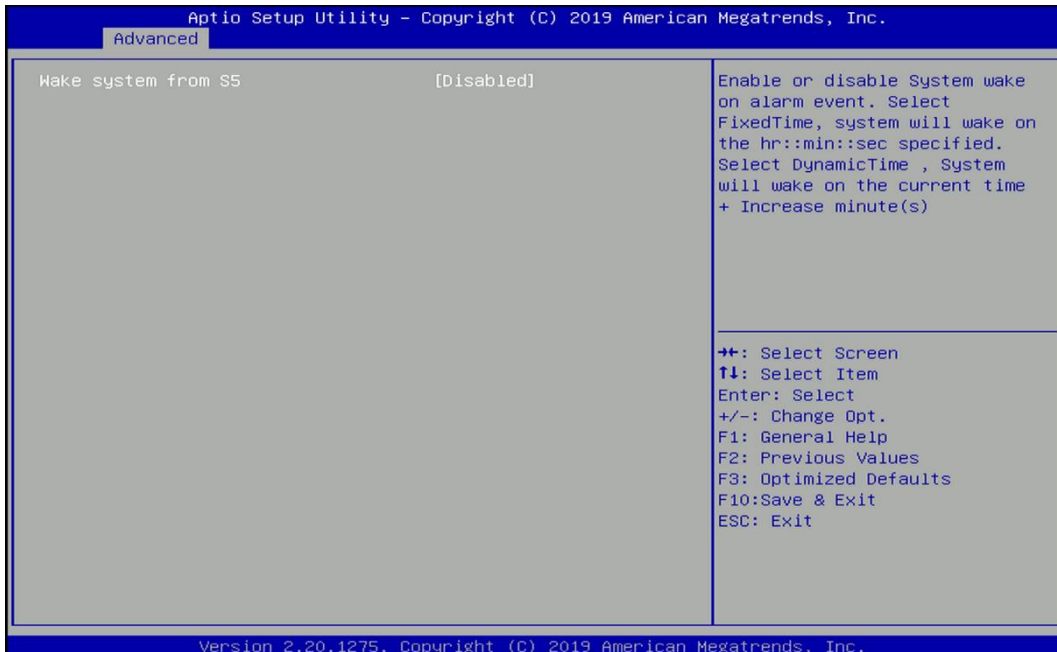 Aptio Setup Utility – Copyright (C) 2019 American Megatrends, Inc.
Advanced
Wake system from S5 [Disabled]
Enable or disable System wake
on alarm event. Select
FixedTime, system will wake on
the hr::min::sec specified.
Select DynamicTime , System
will wake on the current time
+ Increase minute(s)
→←: Select Screen
↑↓: Select Item
Enter: Select
+/-: Change Opt.
F1: General Help
F2: Previous Values
F3: Optimized Defaults
F10:Save & Exit
ESC: Exit
Version 2.20.1275. Copyright (C) 2019 American Megatrends, Inc.